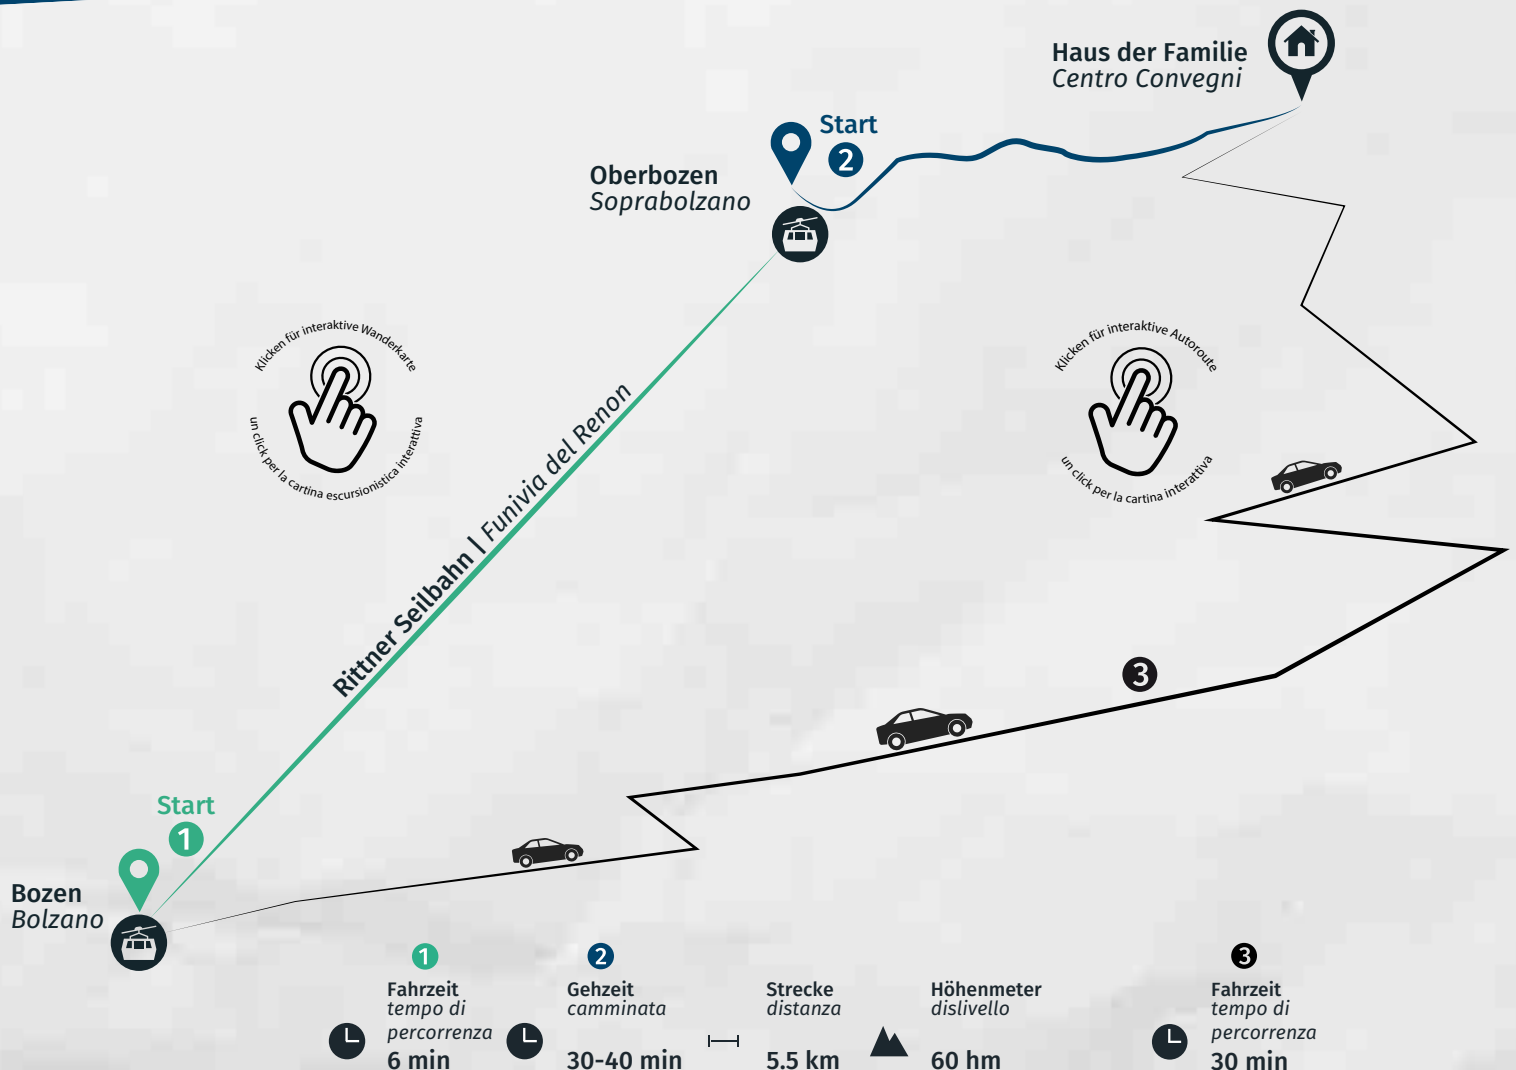 Haus der Familie
Centro Convegni
Start
2
Oberbozen
Soprabolzano
Klicken für interaktive Wanderkarte
un click per la cartina escursionistica interattiva
Klicken für interaktive Autoroute
un click per la cartina interattiva
Rittner Seilbahn | Funivia del Renon
3
Start
1
Bozen
Bolzano
1
Fahrzeit
tempo di
percorrenza
6 min
2
Gehzeit
camminata
30-40 min
Strecke
distanza
5.5 km
Höhenmeter
dislivello
60 hm
3
Fahrzeit
tempo di
percorrenza
30 min